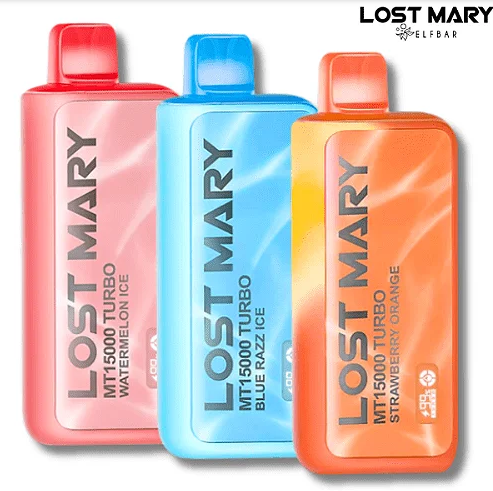 LOST MARY
ELFBAR
LOST MARY
MT15000 TURBO
WATERMELON ICE
LOST MARY
MT15000 TURBO
BLUE RAZZ ICE
LOST MARY
MT15000 TURBO
STRAWBERRY ORANGE